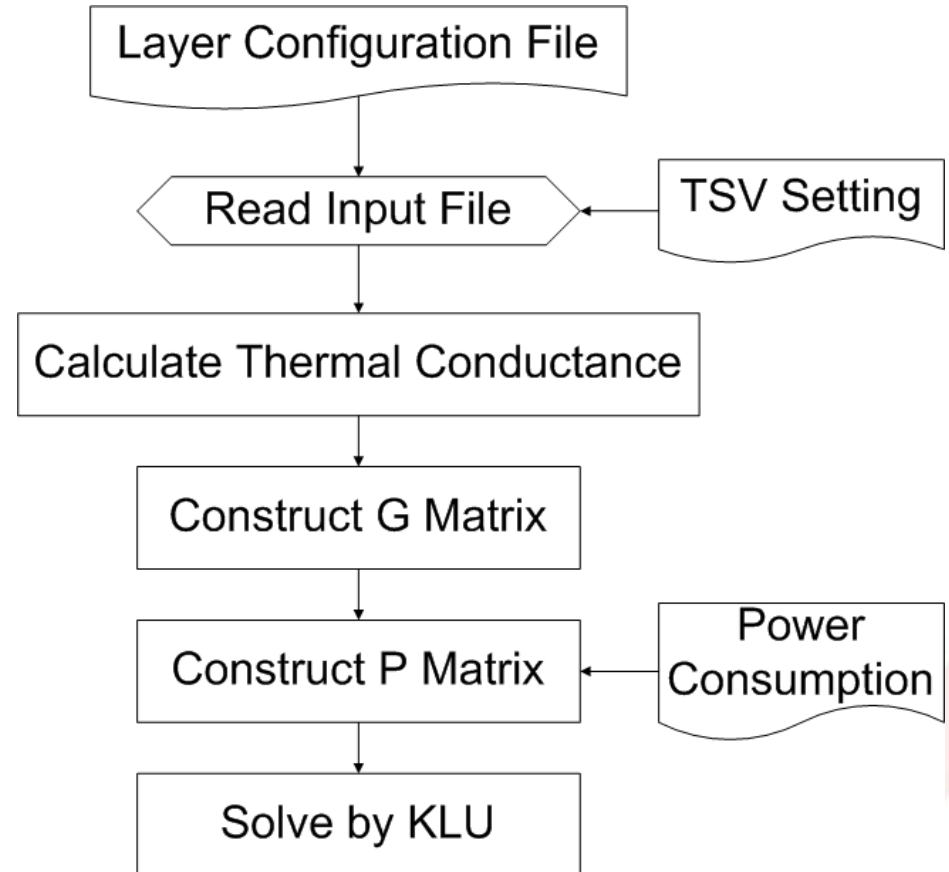 Layer Configuration File
Read Input File
TSV Setting
Calculate Thermal Conductance
Construct G Matrix
Construct P Matrix
Power
Consumption
Solve by KLU